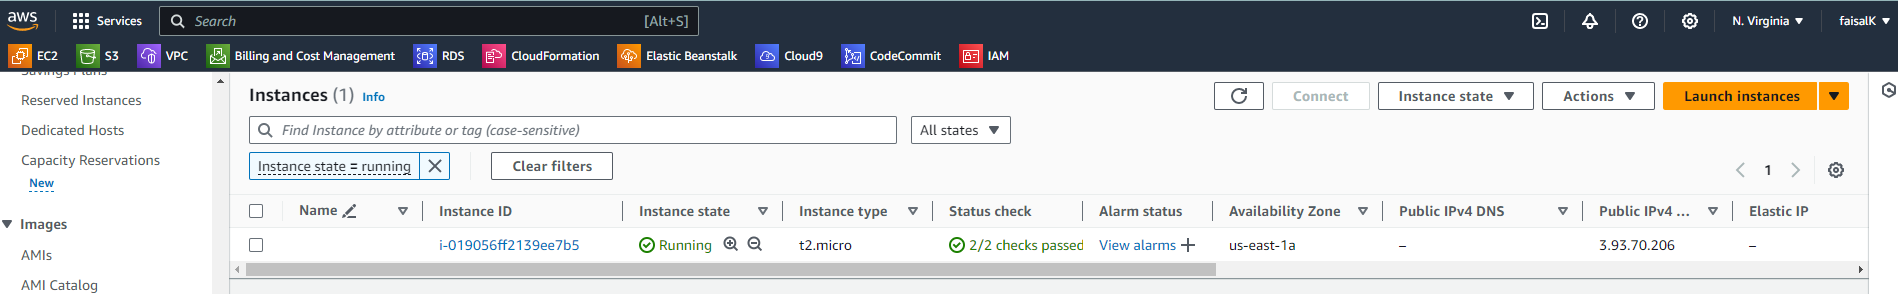 aws Services Search [Alt+S] N. Virginia faisalK
EC2 S3 VPC Billing and Cost Management RDS CloudFormation Elastic Beanstalk Cloud9 CodeCommit IAM
Savings Plans
Reserved Instances
Dedicated Hosts
Capacity Reservations
New
Images
AMIs
AMI Catalog
Instances (1) Info Connect Instance state Actions Launch instances
Find Instance by attribute or tag (case-sensitive) All states
Instance state = running Clear filters
1
Name Instance ID Instance state Instance type Status check Alarm status Availability Zone Public IPv4 DNS Public IPv4 ... Elastic IP
i-019056ff2139ee7b5 Running t2.micro 2/2 checks passed View alarms + us-east-1a – 3.93.70.206 –